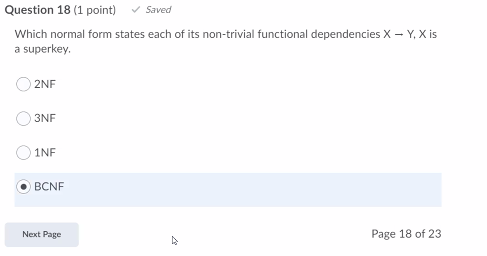 Question 18 (1 point) ✓ Saved
Which normal form states each of its non-trivial functional dependencies X → Y, X is
a superkey.
2NF
3NF
1NF
BCNF
Next Page
Page 18 of 23